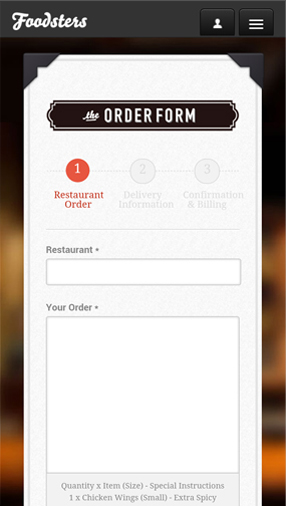 Foodsters
the ORDER FORM
1 2 3
Restaurant Order
Delivery Information
Confirmation & Billing
Restaurant *
Your Order *
Quantity x Item (Size) - Special Instructions
1 x Chicken Wings (Small) - Extra Spicy